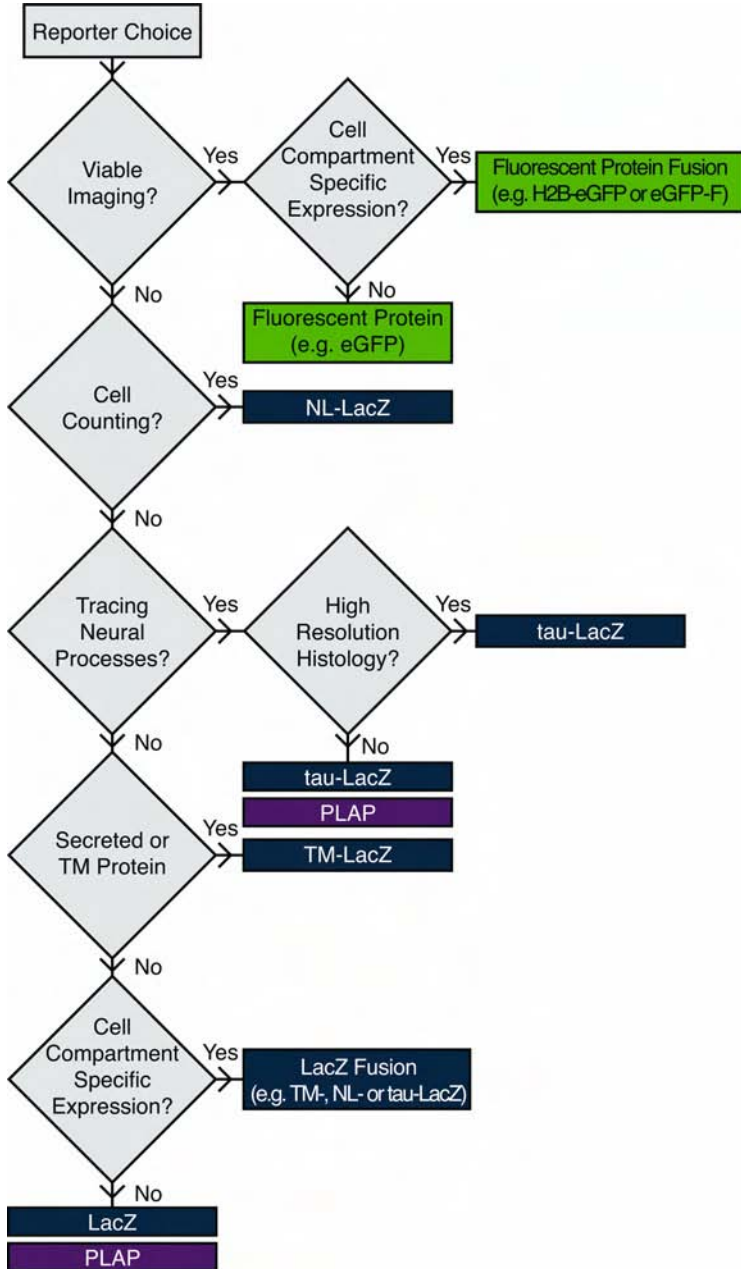 Reporter Choice
Viable
Imaging?
Yes
Cell
Compartment
Specific
Expression?
Yes
Fluorescent Protein Fusion
(e.g. H2B-eGFP or eGFP-F)
No
No
Fluorescent Protein
(e.g. eGFP)
Cell
Counting?
Yes
NL-LacZ
No
Tracing
Neural
Processes?
Yes
High
Resolution
Histology?
Yes
tau-LacZ
No
No
tau-LacZ
PLAP
Secreted or
TM Protein
Yes
TM-LacZ
No
Cell
Compartment
Specific
Expression?
Yes
LacZ Fusion
(e.g. TM-, NL- or tau-LacZ)
No
LacZ
PLAP